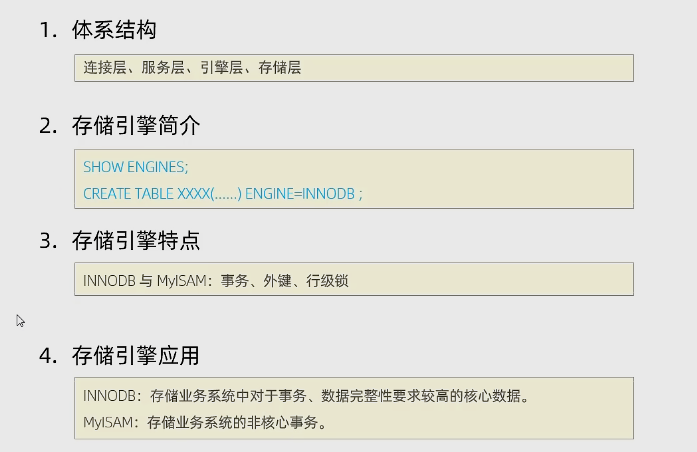 1. 体系结构
连接层、服务层、引擎层、存储层
2. 存储引擎简介
SHOW ENGINES;
CREATE TABLE XXXX(......) ENGINE=INNODB ;
3. 存储引擎特点
INNODB 与 MyISAM：事务、外键、行级锁
4. 存储引擎应用
INNODB：存储业务系统中对于事务、数据完整性要求较高的核心数据。
MyISAM：存储业务系统的非核心事务。